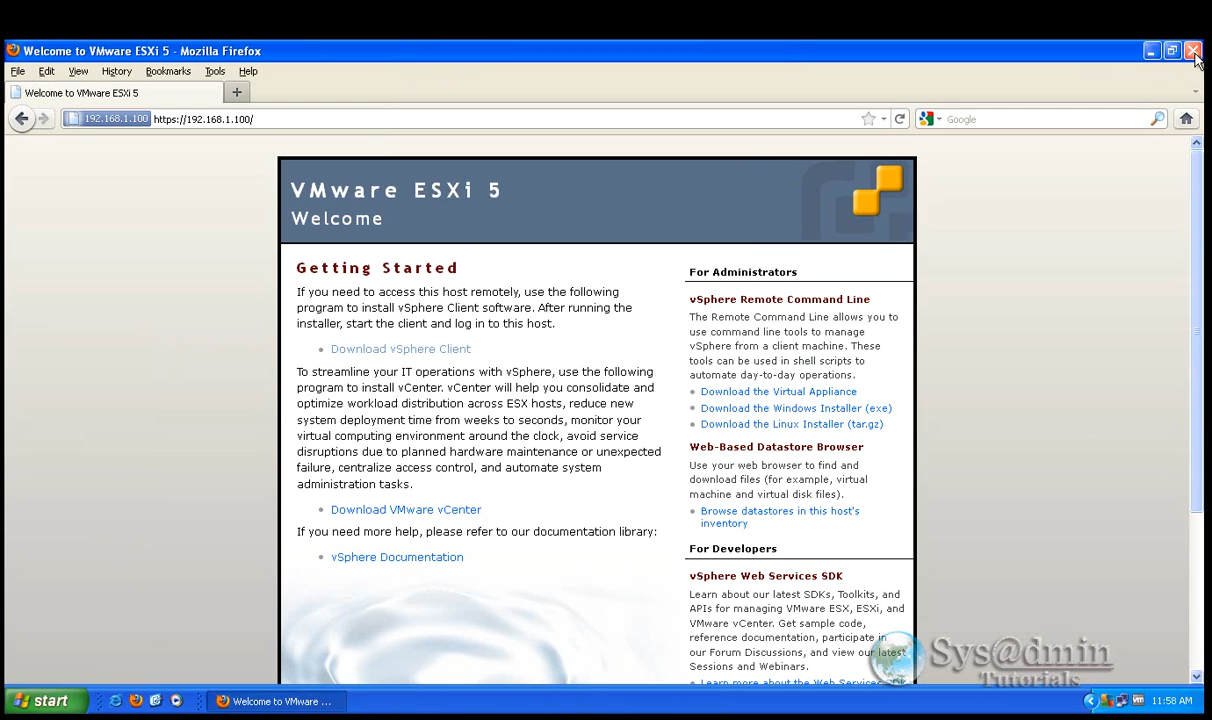 Welcome to VMware ESXi 5 - Mozilla Firefox
File Edit View History Bookmarks Tools Help
Welcome to VMware ESXi 5
192.168.1.100 https://192.168.1.100/
Google
VMware ESXi 5
Welcome
Getting Started
If you need to access this host remotely, use the following
program to install vSphere Client software. After running the
installer, start the client and log in to this host.
Download vSphere Client
To streamline your IT operations with vSphere, use the following
program to install vCenter. vCenter will help you consolidate and
optimize workload distribution across ESX hosts, reduce new
system deployment time from weeks to seconds, monitor your
virtual computing environment around the clock, avoid service
disruptions due to planned hardware maintenance or unexpected
failure, centralize access control, and automate system
administration tasks.
Download VMware vCenter
If you need more help, please refer to our documentation library:
vSphere Documentation
For Administrators
vSphere Remote Command Line
The Remote Command Line allows you to
use command line tools to manage
vSphere from a client machine. These
tools can be used in shell scripts to
automate day-to-day operations.
Download the Virtual Appliance
Download the Windows Installer (exe)
Download the Linux Installer (tar.gz)
Web-Based Datastore Browser
Use your web browser to find and
download files (for example, virtual
machine and virtual disk files).
Browse datastores in this host's
inventory
For Developers
vSphere Web Services SDK
Learn about our latest SDKs, Toolkits, and
APIs for managing VMware ESX, ESXi, and
VMware vCenter. Get sample code,
reference documentation, participate in
our Forum Discussions, and view our latest
Sessions and Webinars.
Learn more about the Web Services SDK
Sys@dmin
Tutorials
start
Welcome to VMware ...
11:58 AM